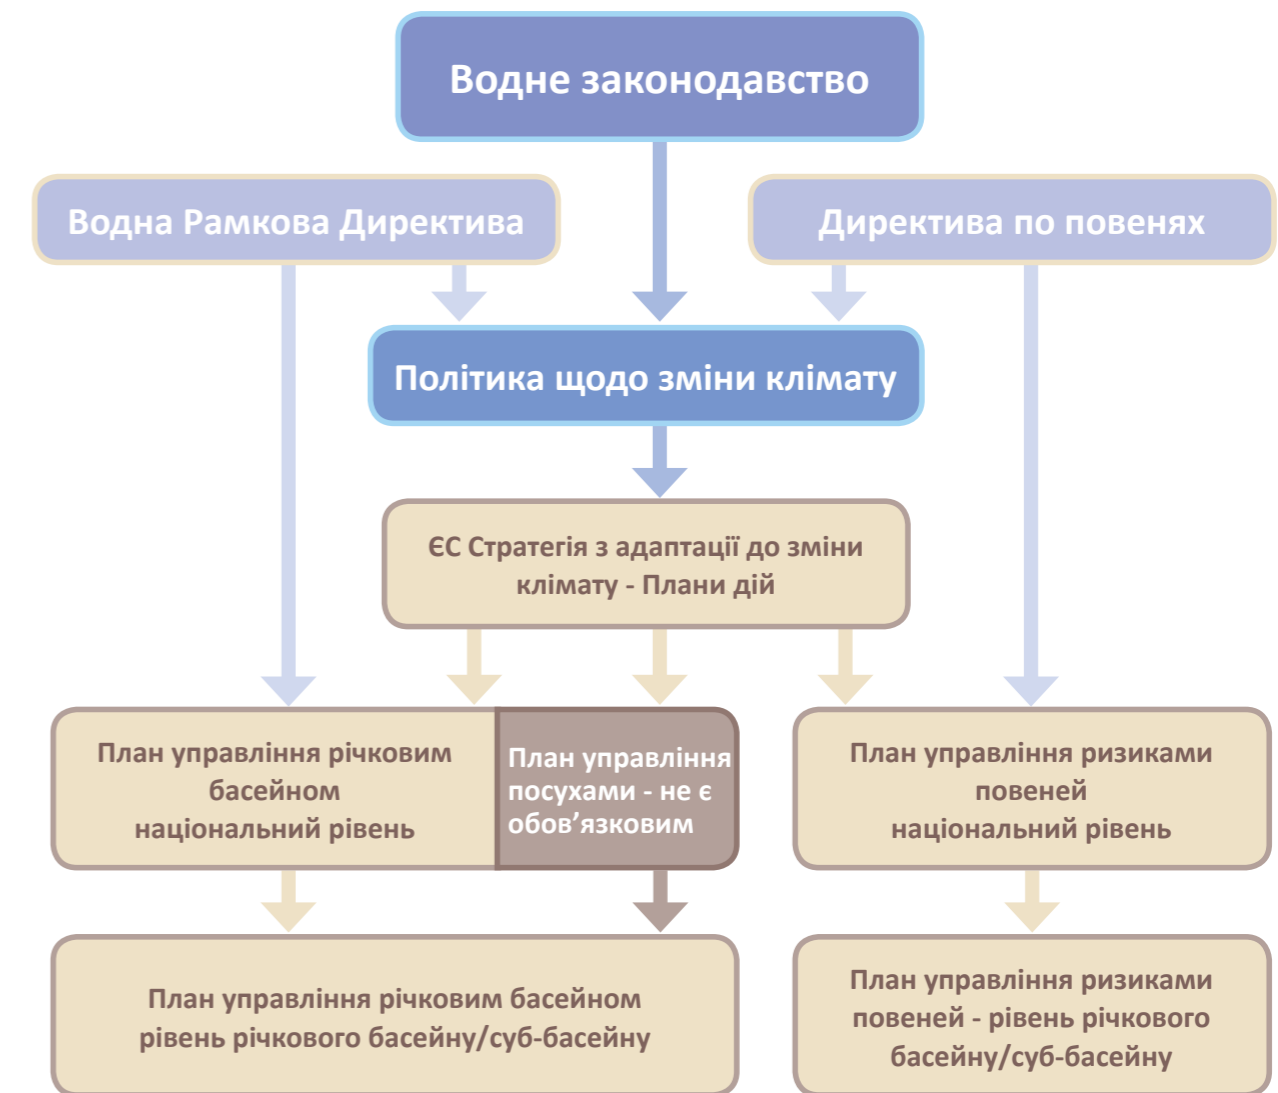 Водне законодавство
Водна Рамкова Директива
Директива по повенях
Політика щодо зміни клімату
ЄС Стратегія з адаптації до зміни
клімату - Плани дій
План управління річковим
басейном
національний рівень
План управління
посухами - не є
обов’язковим
План управління ризиками
повеней
національний рівень
План управління річковим басейном
рівень річкового басейну/суб-басейну
План управління ризиками
повеней - рівень річкового
басейну/суб-басейну